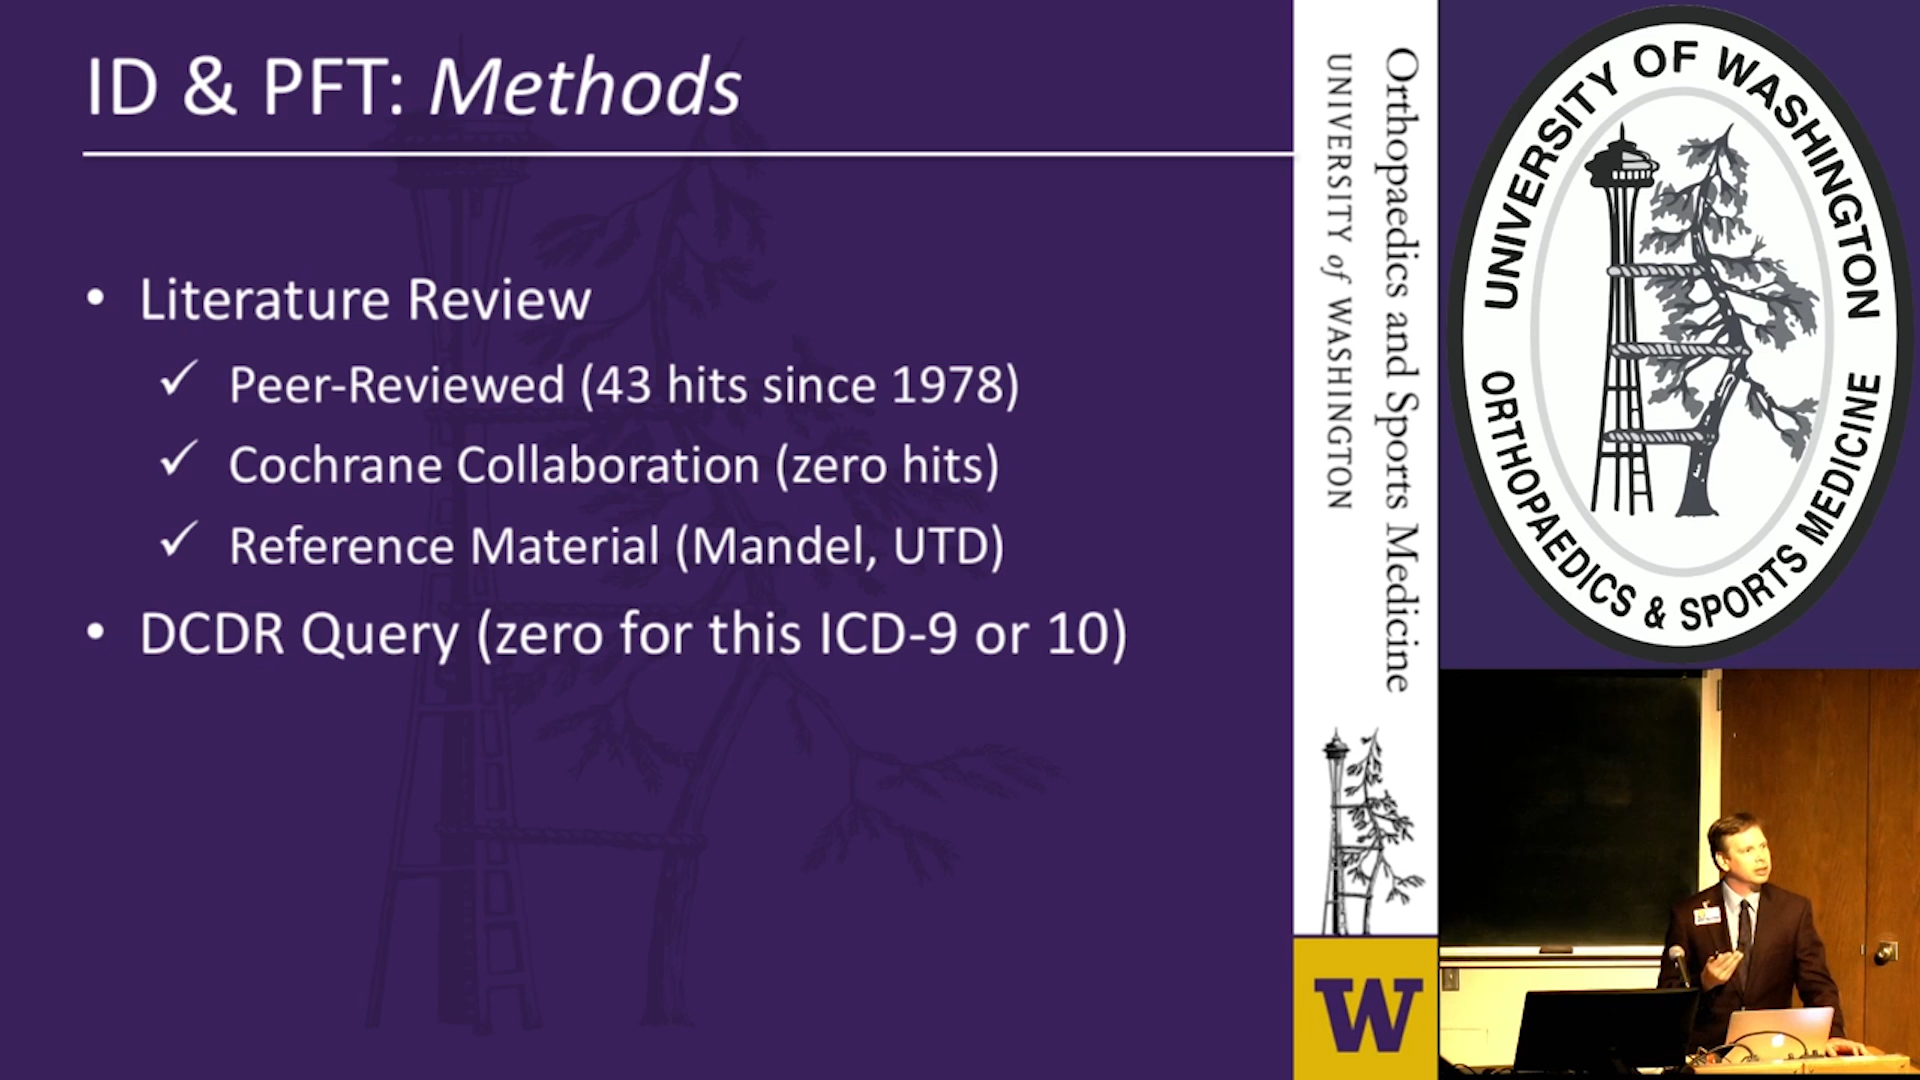 ID & PFT: Methods
• Literature Review
✓ Peer-Reviewed (43 hits since 1978)
✓ Cochrane Collaboration (zero hits)
✓ Reference Material (Mandel, UTD)
• DCDR Query (zero for this ICD-9 or 10)
Orthopaedics and Sports Medicine
UNIVERSITY of WASHINGTON
W
UNIVERSITY OF WASHINGTON
ORTHOPAEDICS & SPORTS MEDICINE